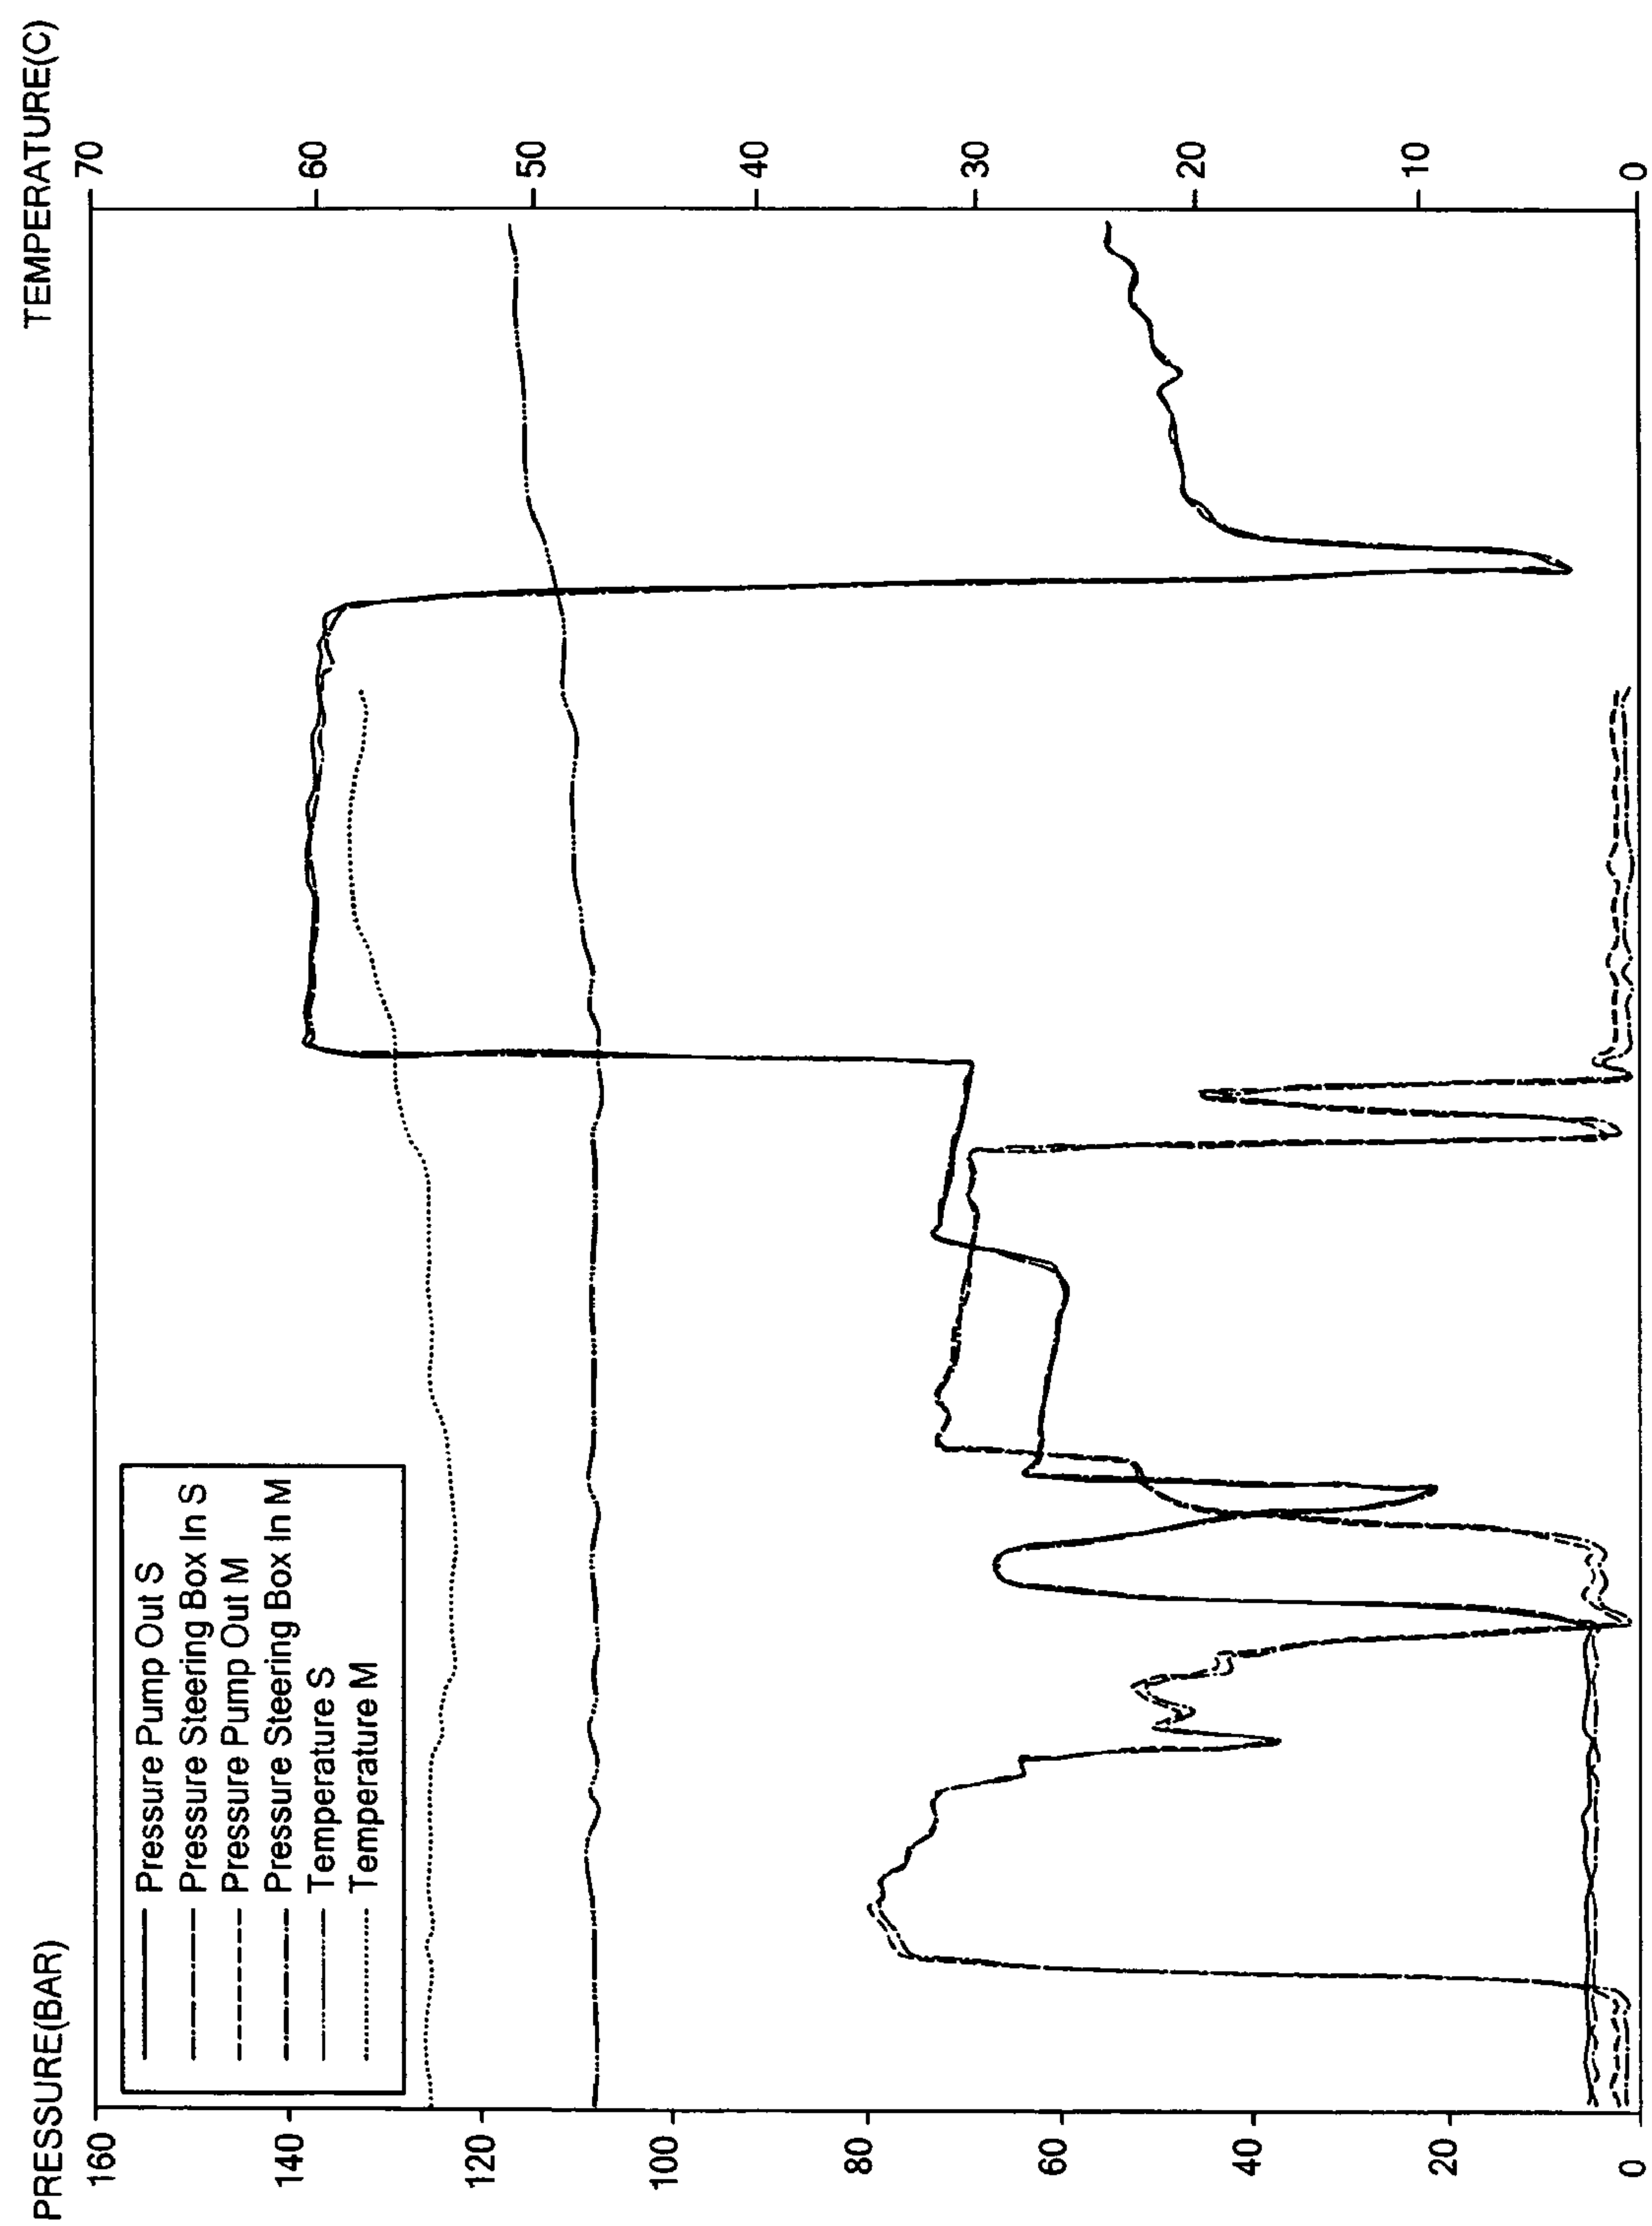 PRESSURE(BAR)
TEMPERATURE(C)
160
140
120
100
80
60
40
20
0
Pressure Pump Out S
Pressure Steering Box In S
Pressure Pump Out M
Pressure Steering Box In M
Temperature S
Temperature M
70
60
50
40
30
20
10
0